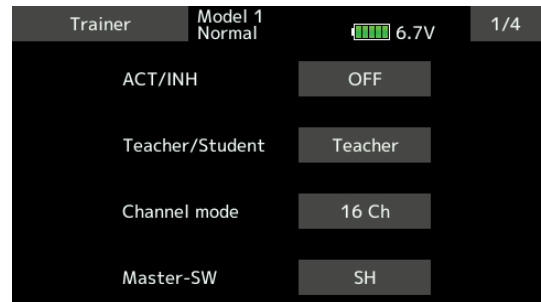 Trainer
Model 1
Normal
6.7V
1/4
ACT/INH OFF
Teacher/Student Teacher
Channel mode 16 Ch
Master-SW SH